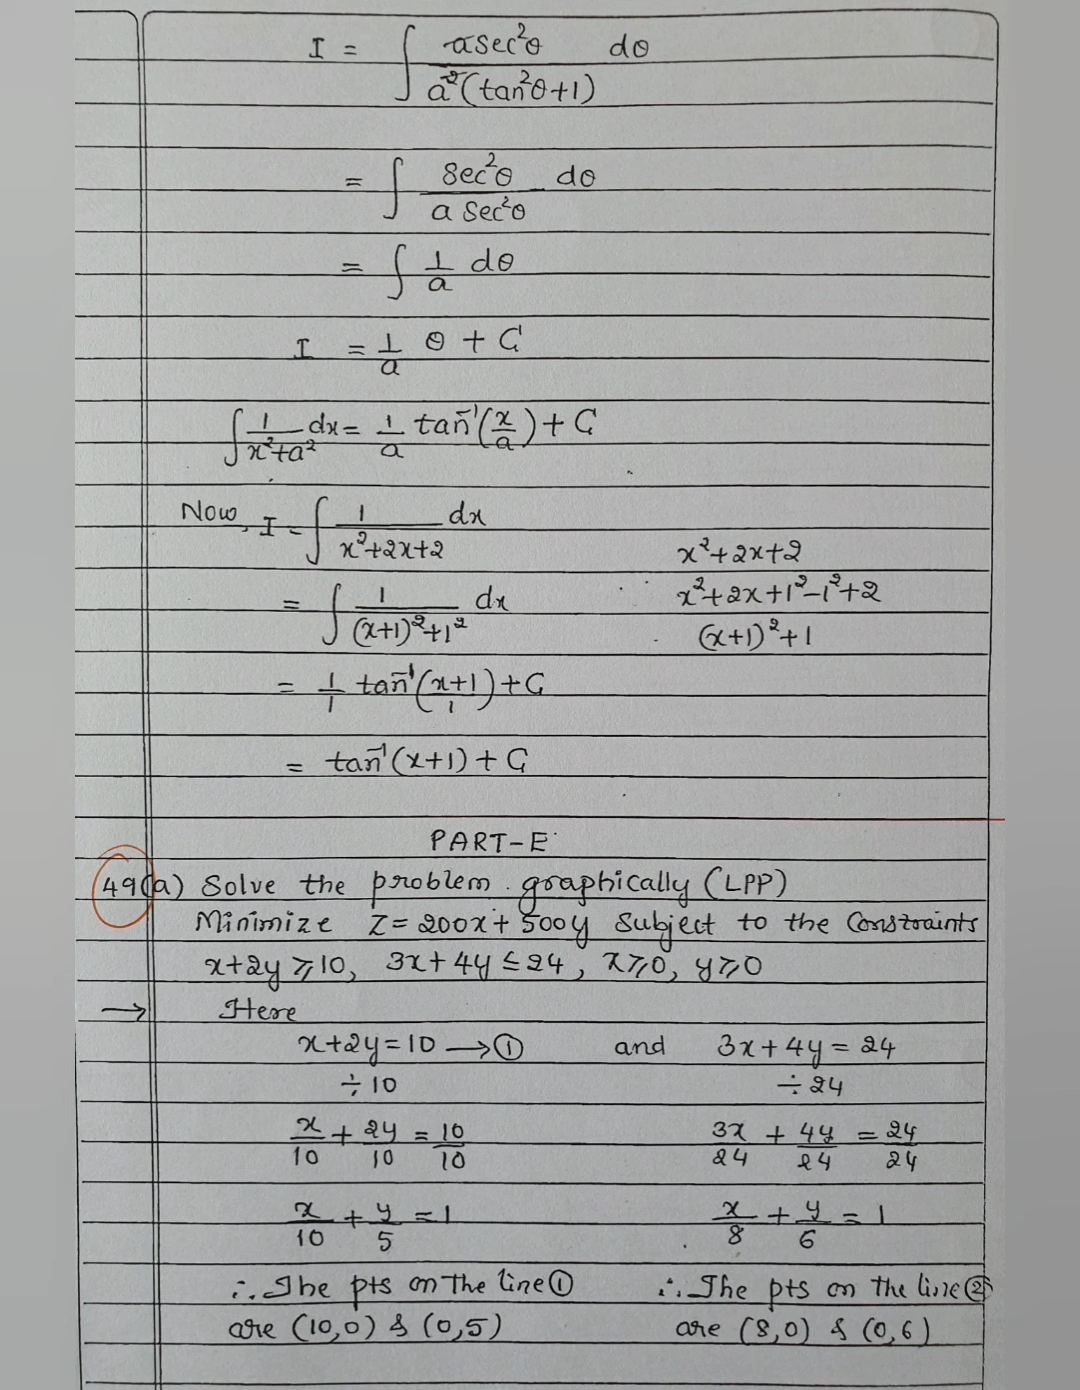 I = ∫ a sec²θ / a²(tan²θ+1) dθ
= ∫ sec²θ / a sec²θ dθ
= ∫ 1/a dθ
I = 1/a θ + C
∫ 1/x²+a² dx = 1/a tan⁻¹(x/a) + C
Now, I = ∫ 1/x²+2x+2 dx
x²+2x+2
= ∫ 1/(x+1)²+1² dx
x²+2x+1²-1²+2
(x+1)²+1
= 1/1 tan⁻¹(x+1/1) + C
= tan⁻¹(x+1) + C
PART-E
49(a) Solve the problem graphically (LPP)
Minimize Z = 200x + 500y Subject to the Constraints
x+2y ≥ 10, 3x+4y ≤ 24, x ≥ 0, y ≥ 0
→ Here
x+2y = 10 → ① and 3x+4y = 24
÷ 10 ÷ 24
x/10 + 2y/10 = 10/10 3x/24 + 4y/24 = 24/24
x/10 + y/5 = 1 x/8 + y/6 = 1
∴ The pts on the line ① ∴ The pts on the line ②
are (10,0) & (0,5) are (8,0) & (0,6)